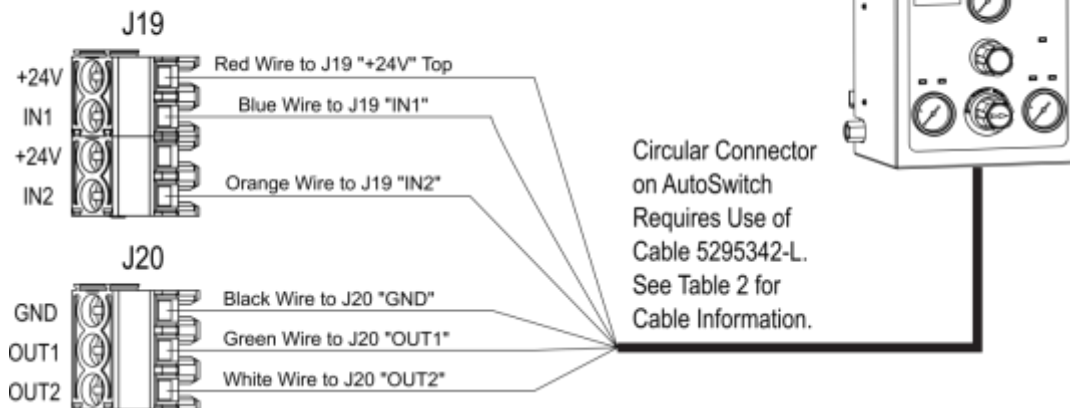 J19
+24V
IN1
+24V
IN2
Red Wire to J19 "+24V" Top
Blue Wire to J19 "IN1"
Orange Wire to J19 "IN2"
J20
GND
OUT1
OUT2
Black Wire to J20 "GND"
Green Wire to J20 "OUT1"
White Wire to J20 "OUT2"
Circular Connector
on AutoSwitch
Requires Use of
Cable 5295342-L.
See Table 2 for
Cable Information.